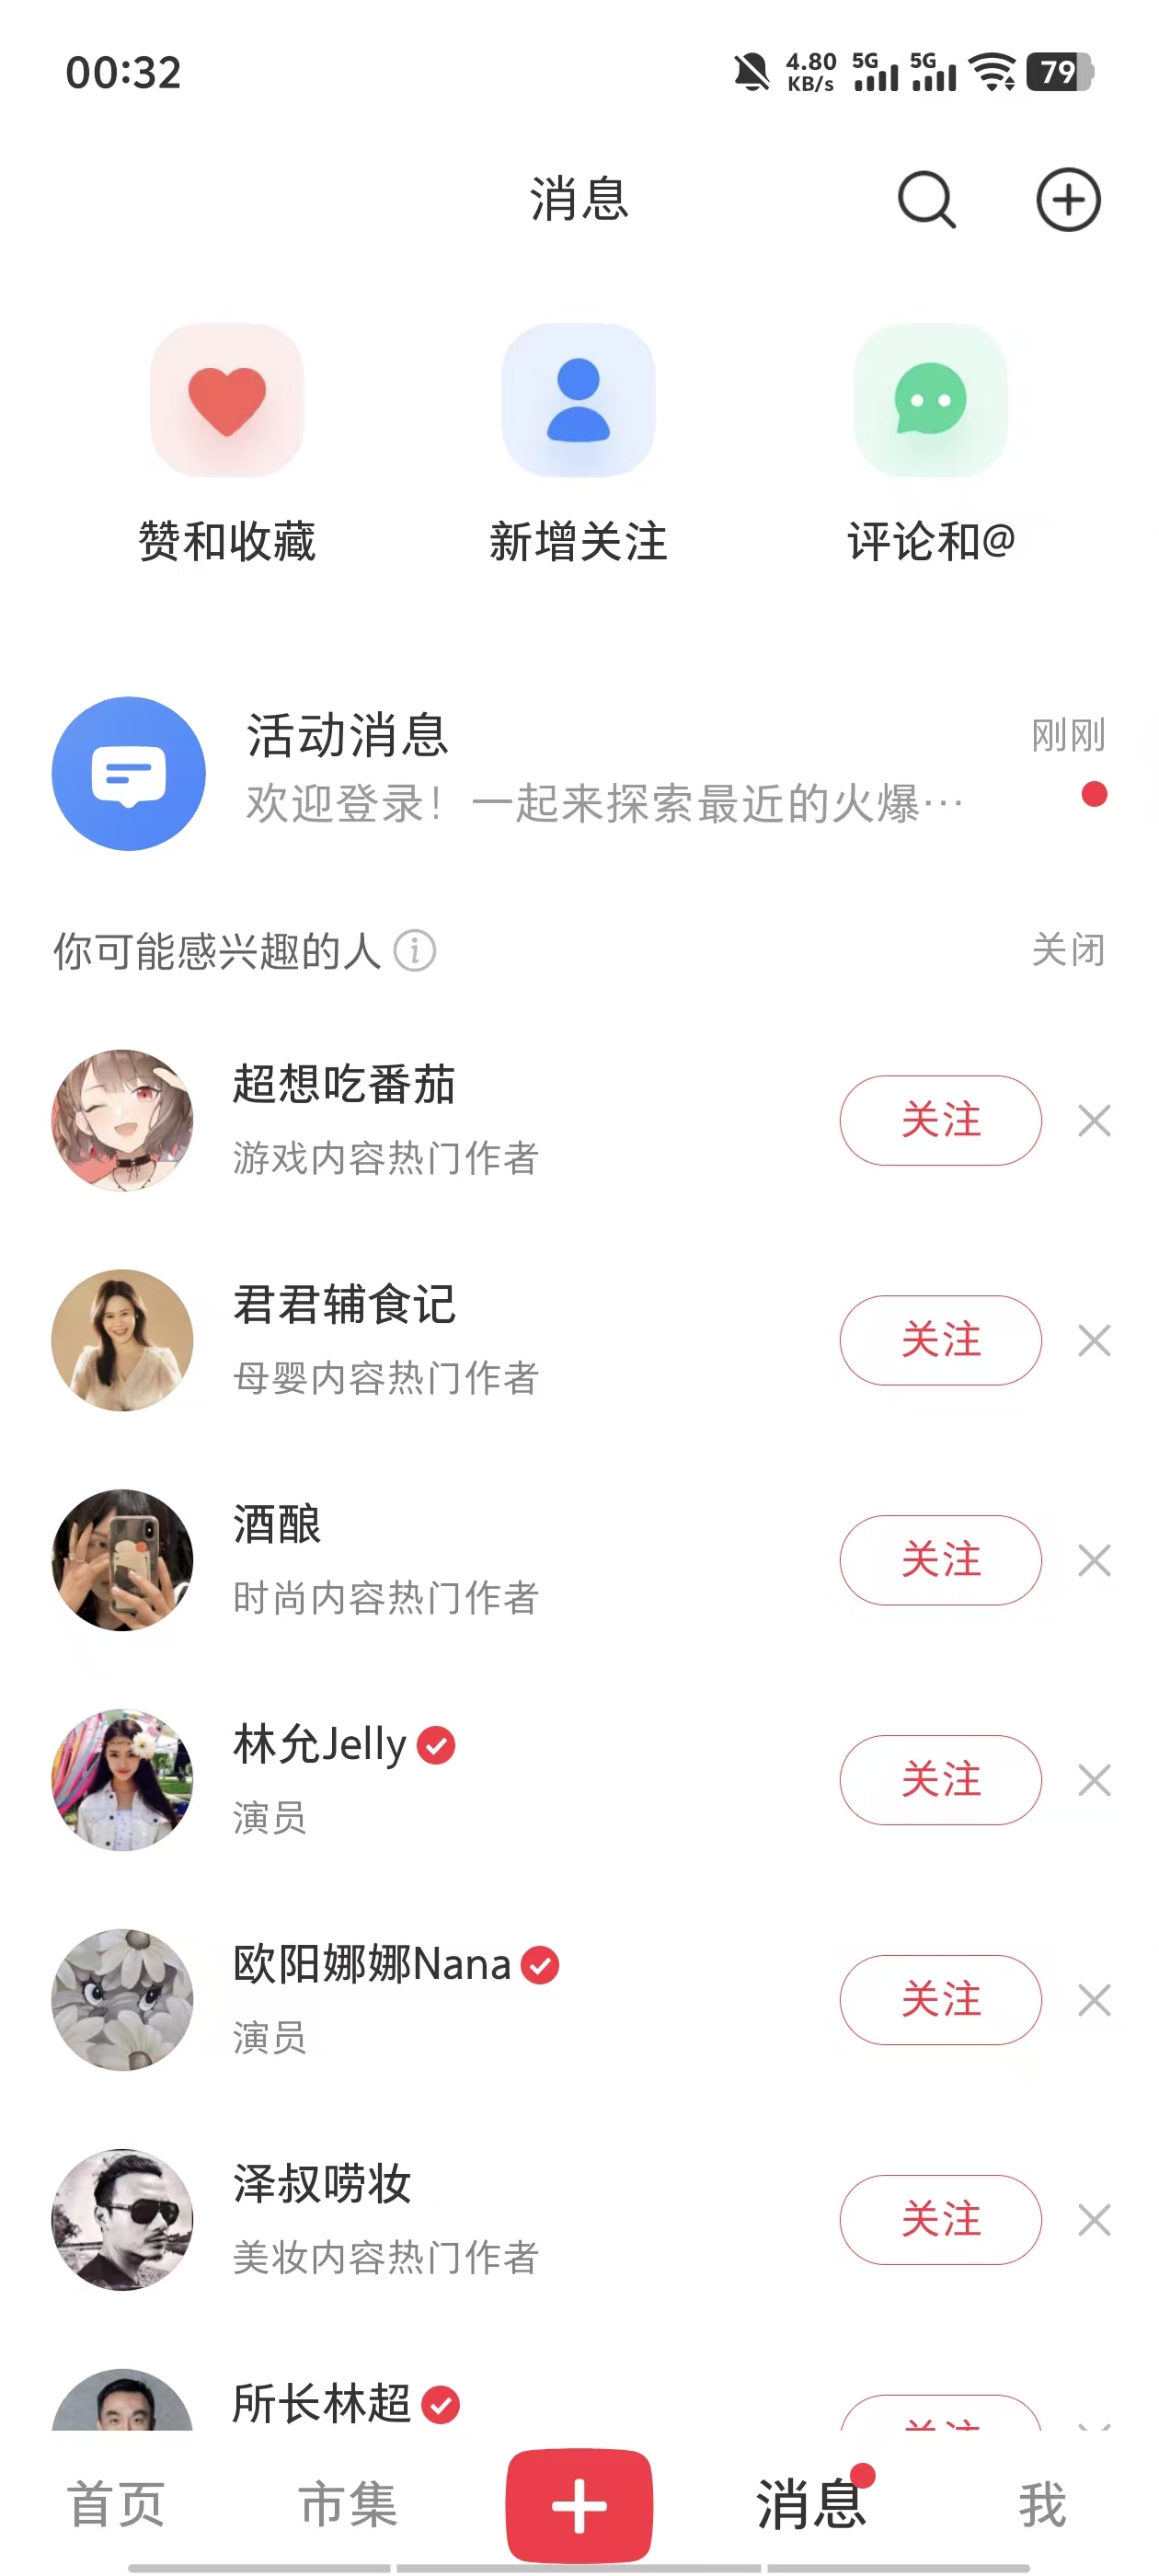 00:32
4.80 KB/s 5G 5G 79
消息
赞和收藏 新增关注 评论和@
活动消息 刚刚
欢迎登录！一起来探索最近的火爆…
你可能感兴趣的人 关闭
超想吃番茄
游戏内容热门作者
关注
君君辅食记
母婴内容热门作者
关注
酒酿
时尚内容热门作者
关注
林允Jelly
演员
关注
欧阳娜娜Nana
演员
关注
泽叔唠妆
美妆内容热门作者
关注
所长林超
关注
首页 市集 消息 我